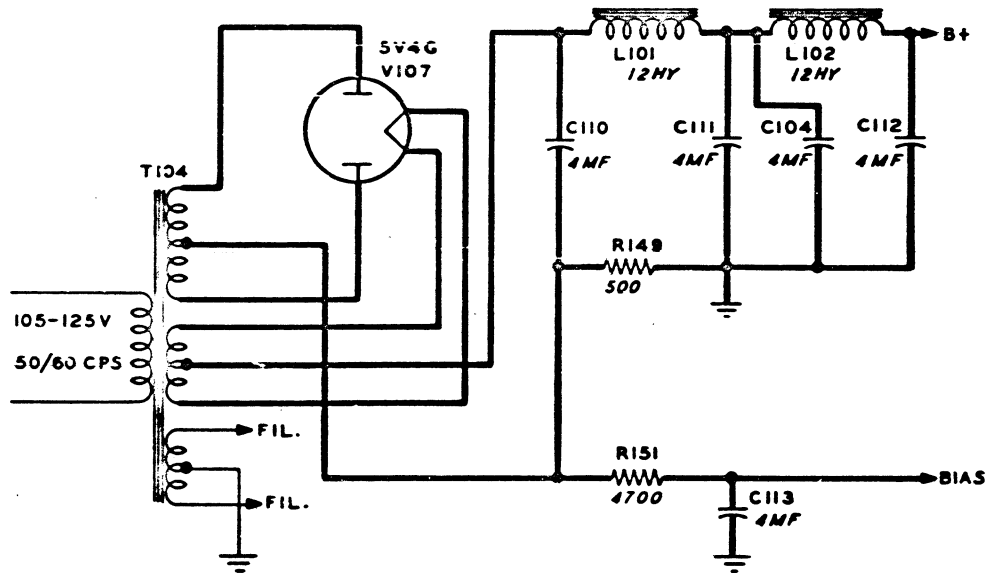 5V4G
V107
L101
12HY
L102
12HY
B+
C110
4MF
C111
4MF
C104
4MF
C112
4MF
T104
R149
500
105-125V
50/60 CPS
FIL.
FIL.
R151
4700
BIAS
C113
4MF